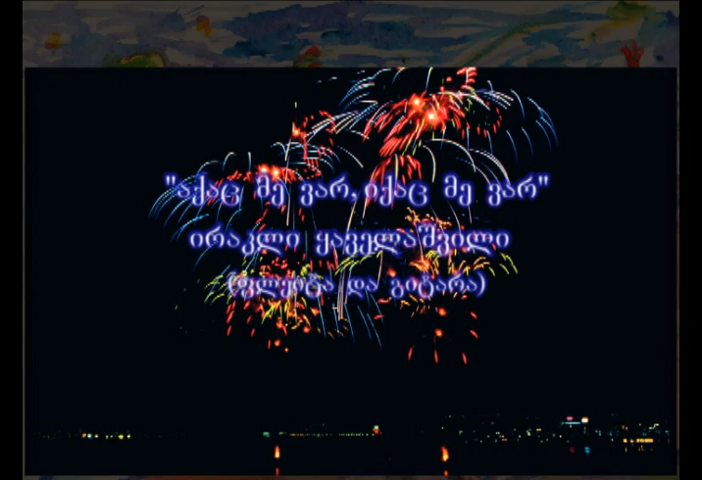 "აქაც მე ვარ, იქაც მე ვარ"
ირაკლი ყაველაშვილი
(ფლეიტა და გიტარა)